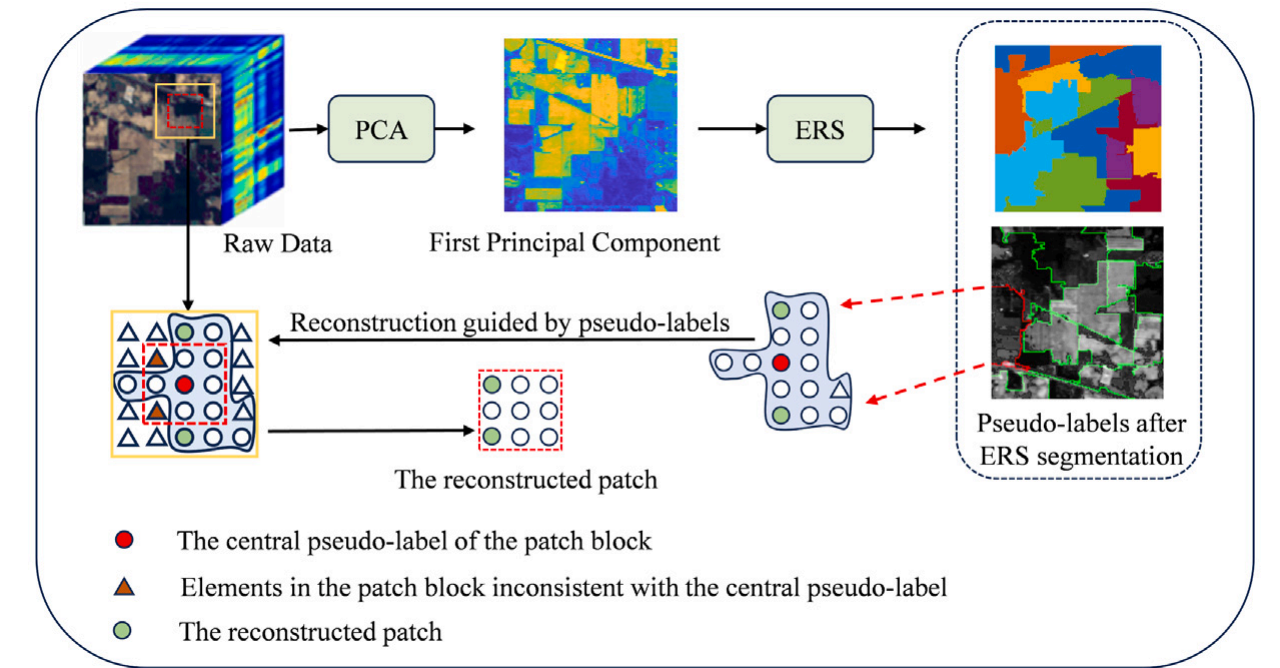 PCA
ERS
Raw Data
First Principal Component
Reconstruction guided by pseudo-labels
Pseudo-labels after
ERS segmentation
The reconstructed patch
The central pseudo-label of the patch block
Elements in the patch block inconsistent with the central pseudo-label
The reconstructed patch